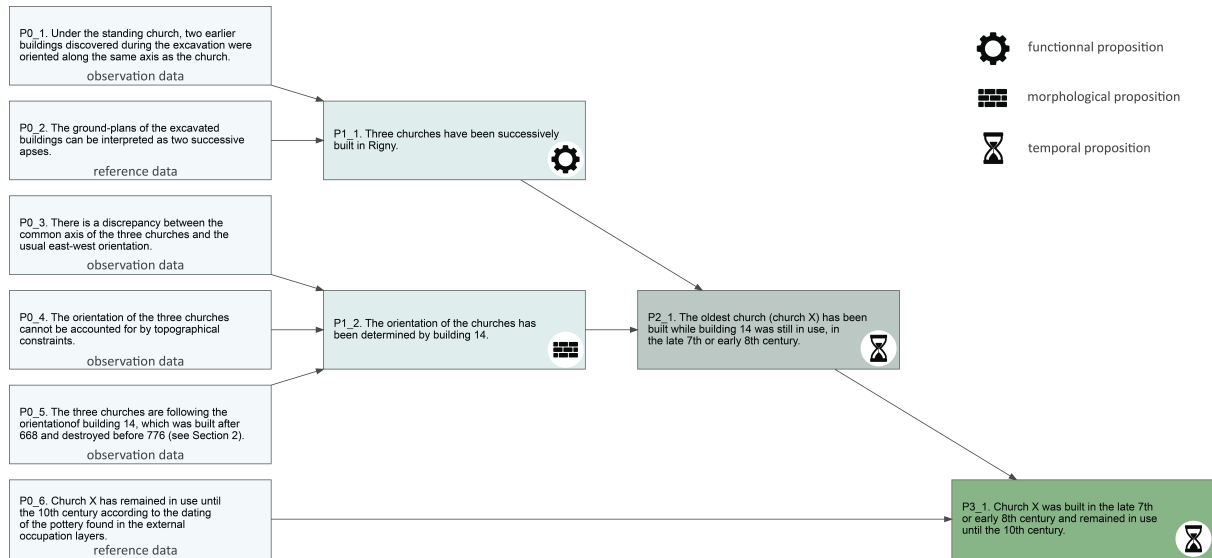 P0_1. Under the standing church, two earlier
buildings discovered during the excavation were
oriented along the same axis as the church.
observation data
P0_2. The ground-plans of the excavated
buildings can be interpreted as two successive
apses.
reference data
P0_3. There is a discrepancy between the
common axis of the three churches and the
usual east-west orientation.
observation data
P0_4. The orientation of the three churches
cannot be accounted for by topographical
constraints.
observation data
P0_5. The three churches are following the
orientationof building 14, which was built after
668 and destroyed before 776 (see Section 2).
observation data
P0_6. Church X has remained in use until
the 10th century according to the dating
of the pottery found in the external
occupation layers.
reference data
P1_1. Three churches have been successively
built in Rigny.
P1_2. The orientation of the churches has
been determined by building 14.
P2_1. The oldest church (church X) has been
built while building 14 was still in use, in
the late 7th or early 8th century.
P3_1. Church X was built in the late 7th
or early 8th century and remained in use
until the 10th century.
functionnal proposition
morphological proposition
temporal proposition